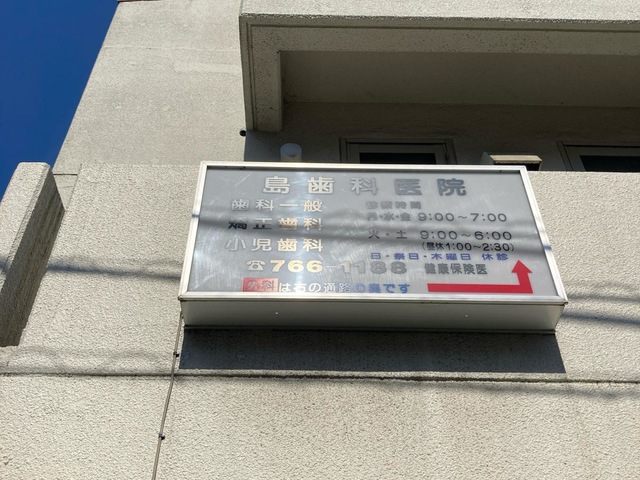 島歯科医院
歯科一般
矯正歯科
小児歯科
☎766-1188
診療時間
月・水・金 9:00～7:00
火・土 9:00～6:00
(昼休1:00～2:30)
日・祭日・木曜日 休診
健康保険医
歯科は右の通路の奥です